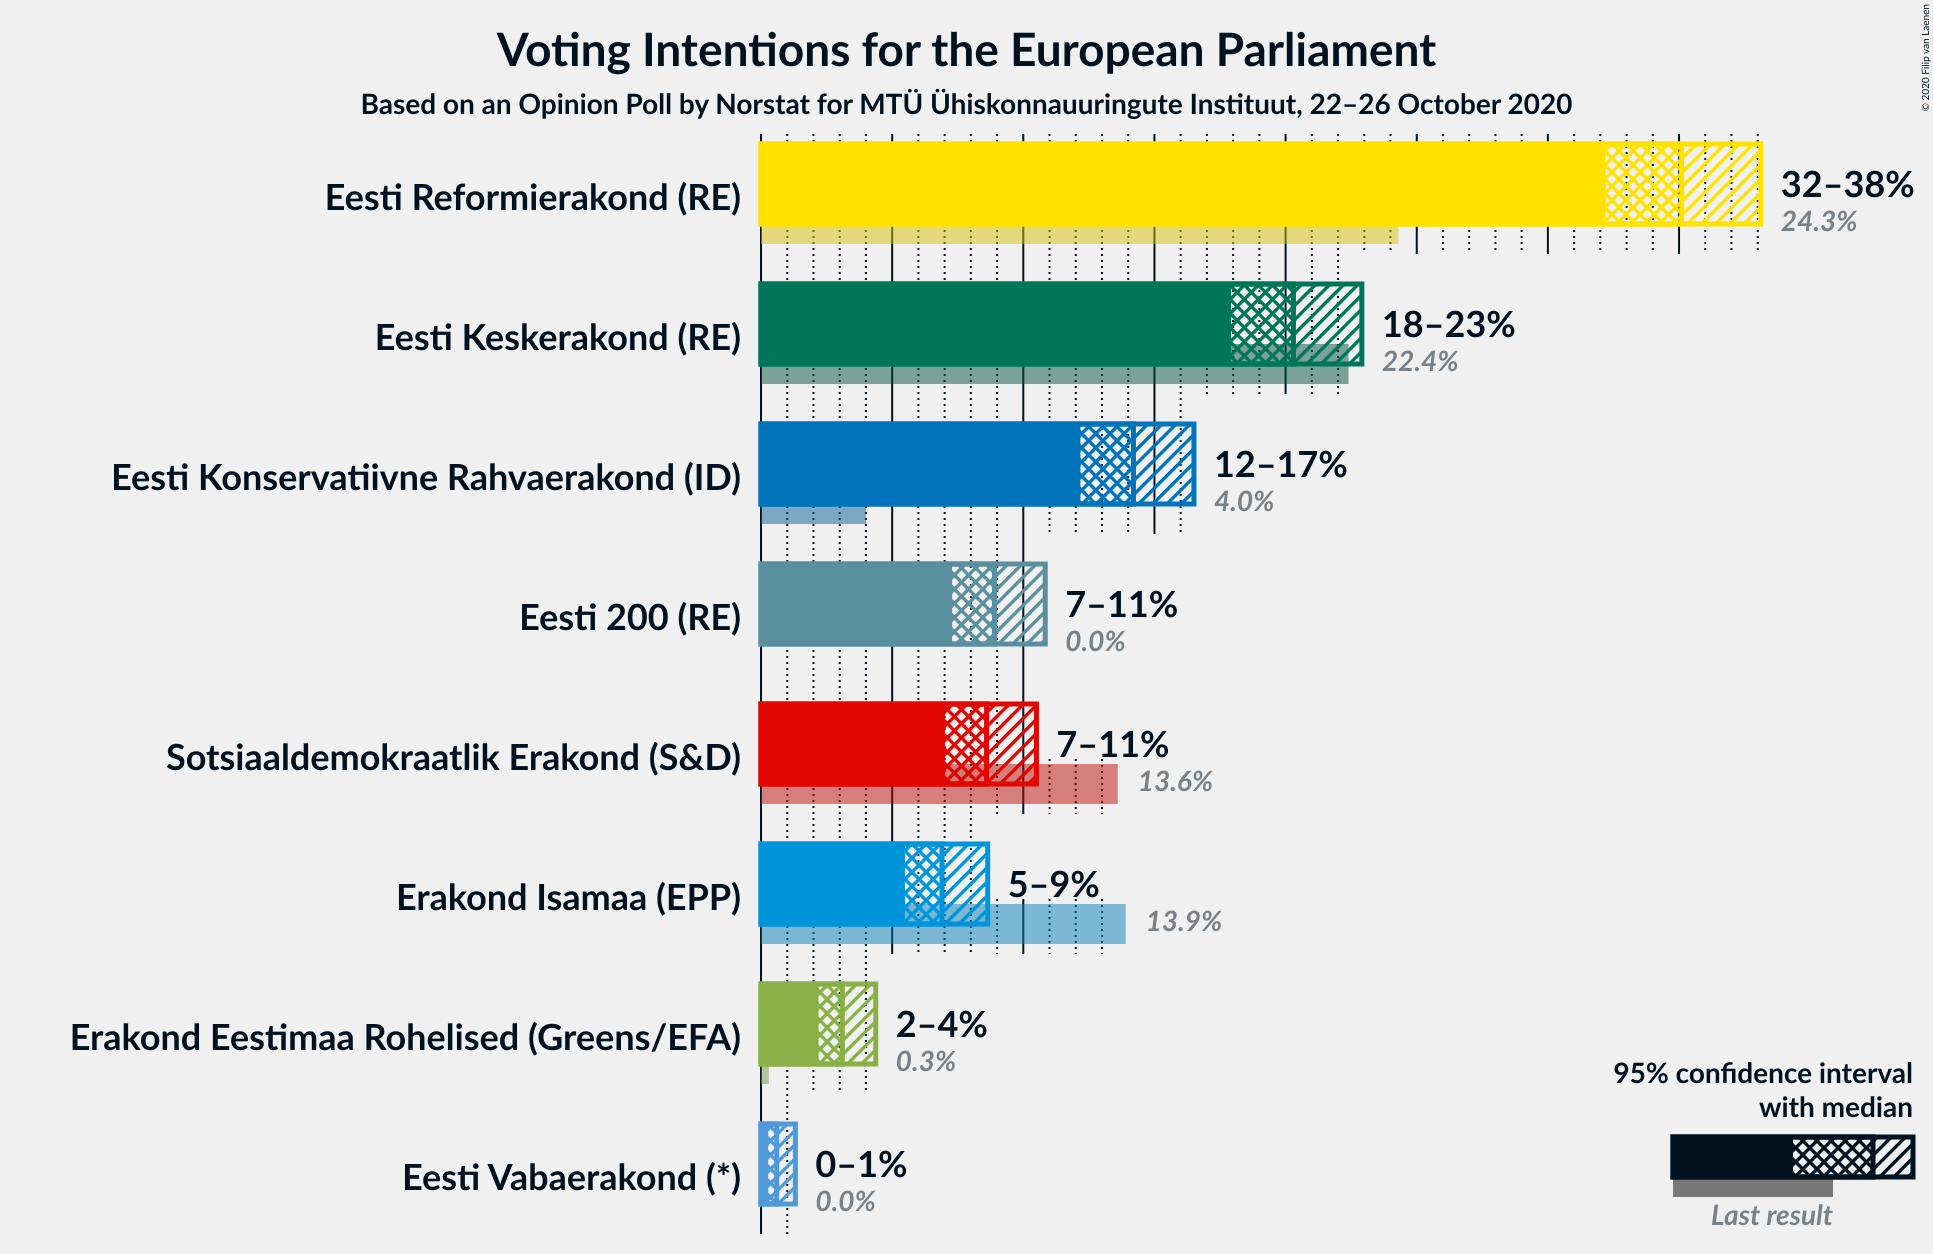 Voting Intentions for the European Parliament
Based on an Opinion Poll by Norstat for MTÜ Ühiskonnauuringute Instituut, 22–26 October 2020
© 2020 Filip van Laenen
Eesti Reformierakond (RE)
32–38%
24.3%
Eesti Keskerakond (RE)
18–23%
22.4%
Eesti Konservatiivne Rahvaerakond (ID)
12–17%
4.0%
Eesti 200 (RE)
7–11%
0.0%
Sotsiaaldemokraatlik Erakond (S&D)
7–11%
13.6%
Erakond Isamaa (EPP)
5–9%
13.9%
Erakond Eestimaa Rohelised (Greens/EFA)
2–4%
0.3%
Eesti Vabaerakond (*)
0–1%
0.0%
95% confidence interval
with median
Last result